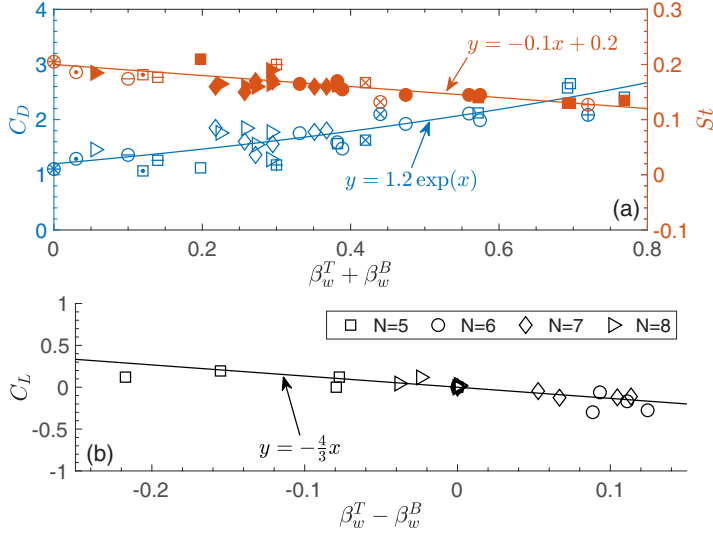 4
3
2
1
0
C_D
0.3
0.2
0.1
0
-0.1
St
y = −0.1x + 0.2
y = 1.2 exp(x)
(a)
0 0.2 0.4 0.6 0.8
β_w^T + β_w^B
1
0.5
0
-0.5
-1
C_L
N=5 N=6 N=7 N=8
y = −4/3 x
(b)
-0.2 -0.1 0 0.1
β_w^T − β_w^B